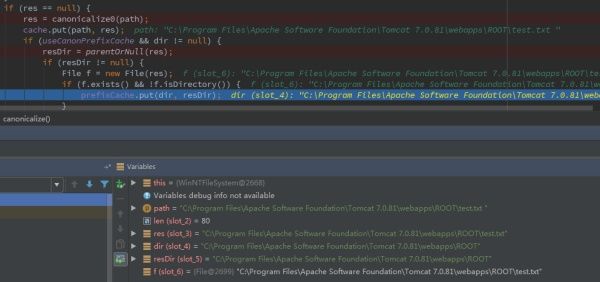 if (res == null) {
res = canonicalize0(path);
cache.put(path, res); path: "C:\Program Files\Apache Software Foundation\Tomcat 7.0.81\webapps\ROOT\test.txt "
if (useCanonPrefixCache && dir != null) {
resDir = parentOrNull(res);
if (resDir != null) {
File f = new File(res); f (slot_6): "C:\Program Files\Apache Software Foundation\Tomcat 7.0.81\webapps\ROOT\tes
if (f.exists() && !f.isDirectory()) { f (slot_6): "C:\Program Files\Apache Software Foundation\Tomcat 7.0.
prefixCache.put(dir, resDir); dir (slot_4): "C:\Program Files\Apache Software Foundation\Tomcat 7.0.81\web
}
canonicalize()
Variables
this = {WinNTFileSystem@2668}
Variables debug info not available
path = "C:\Program Files\Apache Software Foundation\Tomcat 7.0.81\webapps\ROOT\test.txt "
len (slot_2) = 80
res (slot_3) = "C:\Program Files\Apache Software Foundation\Tomcat 7.0.81\webapps\ROOT\test.txt"
dir (slot_4) = "C:\Program Files\Apache Software Foundation\Tomcat 7.0.81\webapps\ROOT"
resDir (slot_5) = "C:\Program Files\Apache Software Foundation\Tomcat 7.0.81\webapps\ROOT"
f (slot_6) = {File@2699} "C:\Program Files\Apache Software Foundation\Tomcat 7.0.81\webapps\ROOT\test.txt"